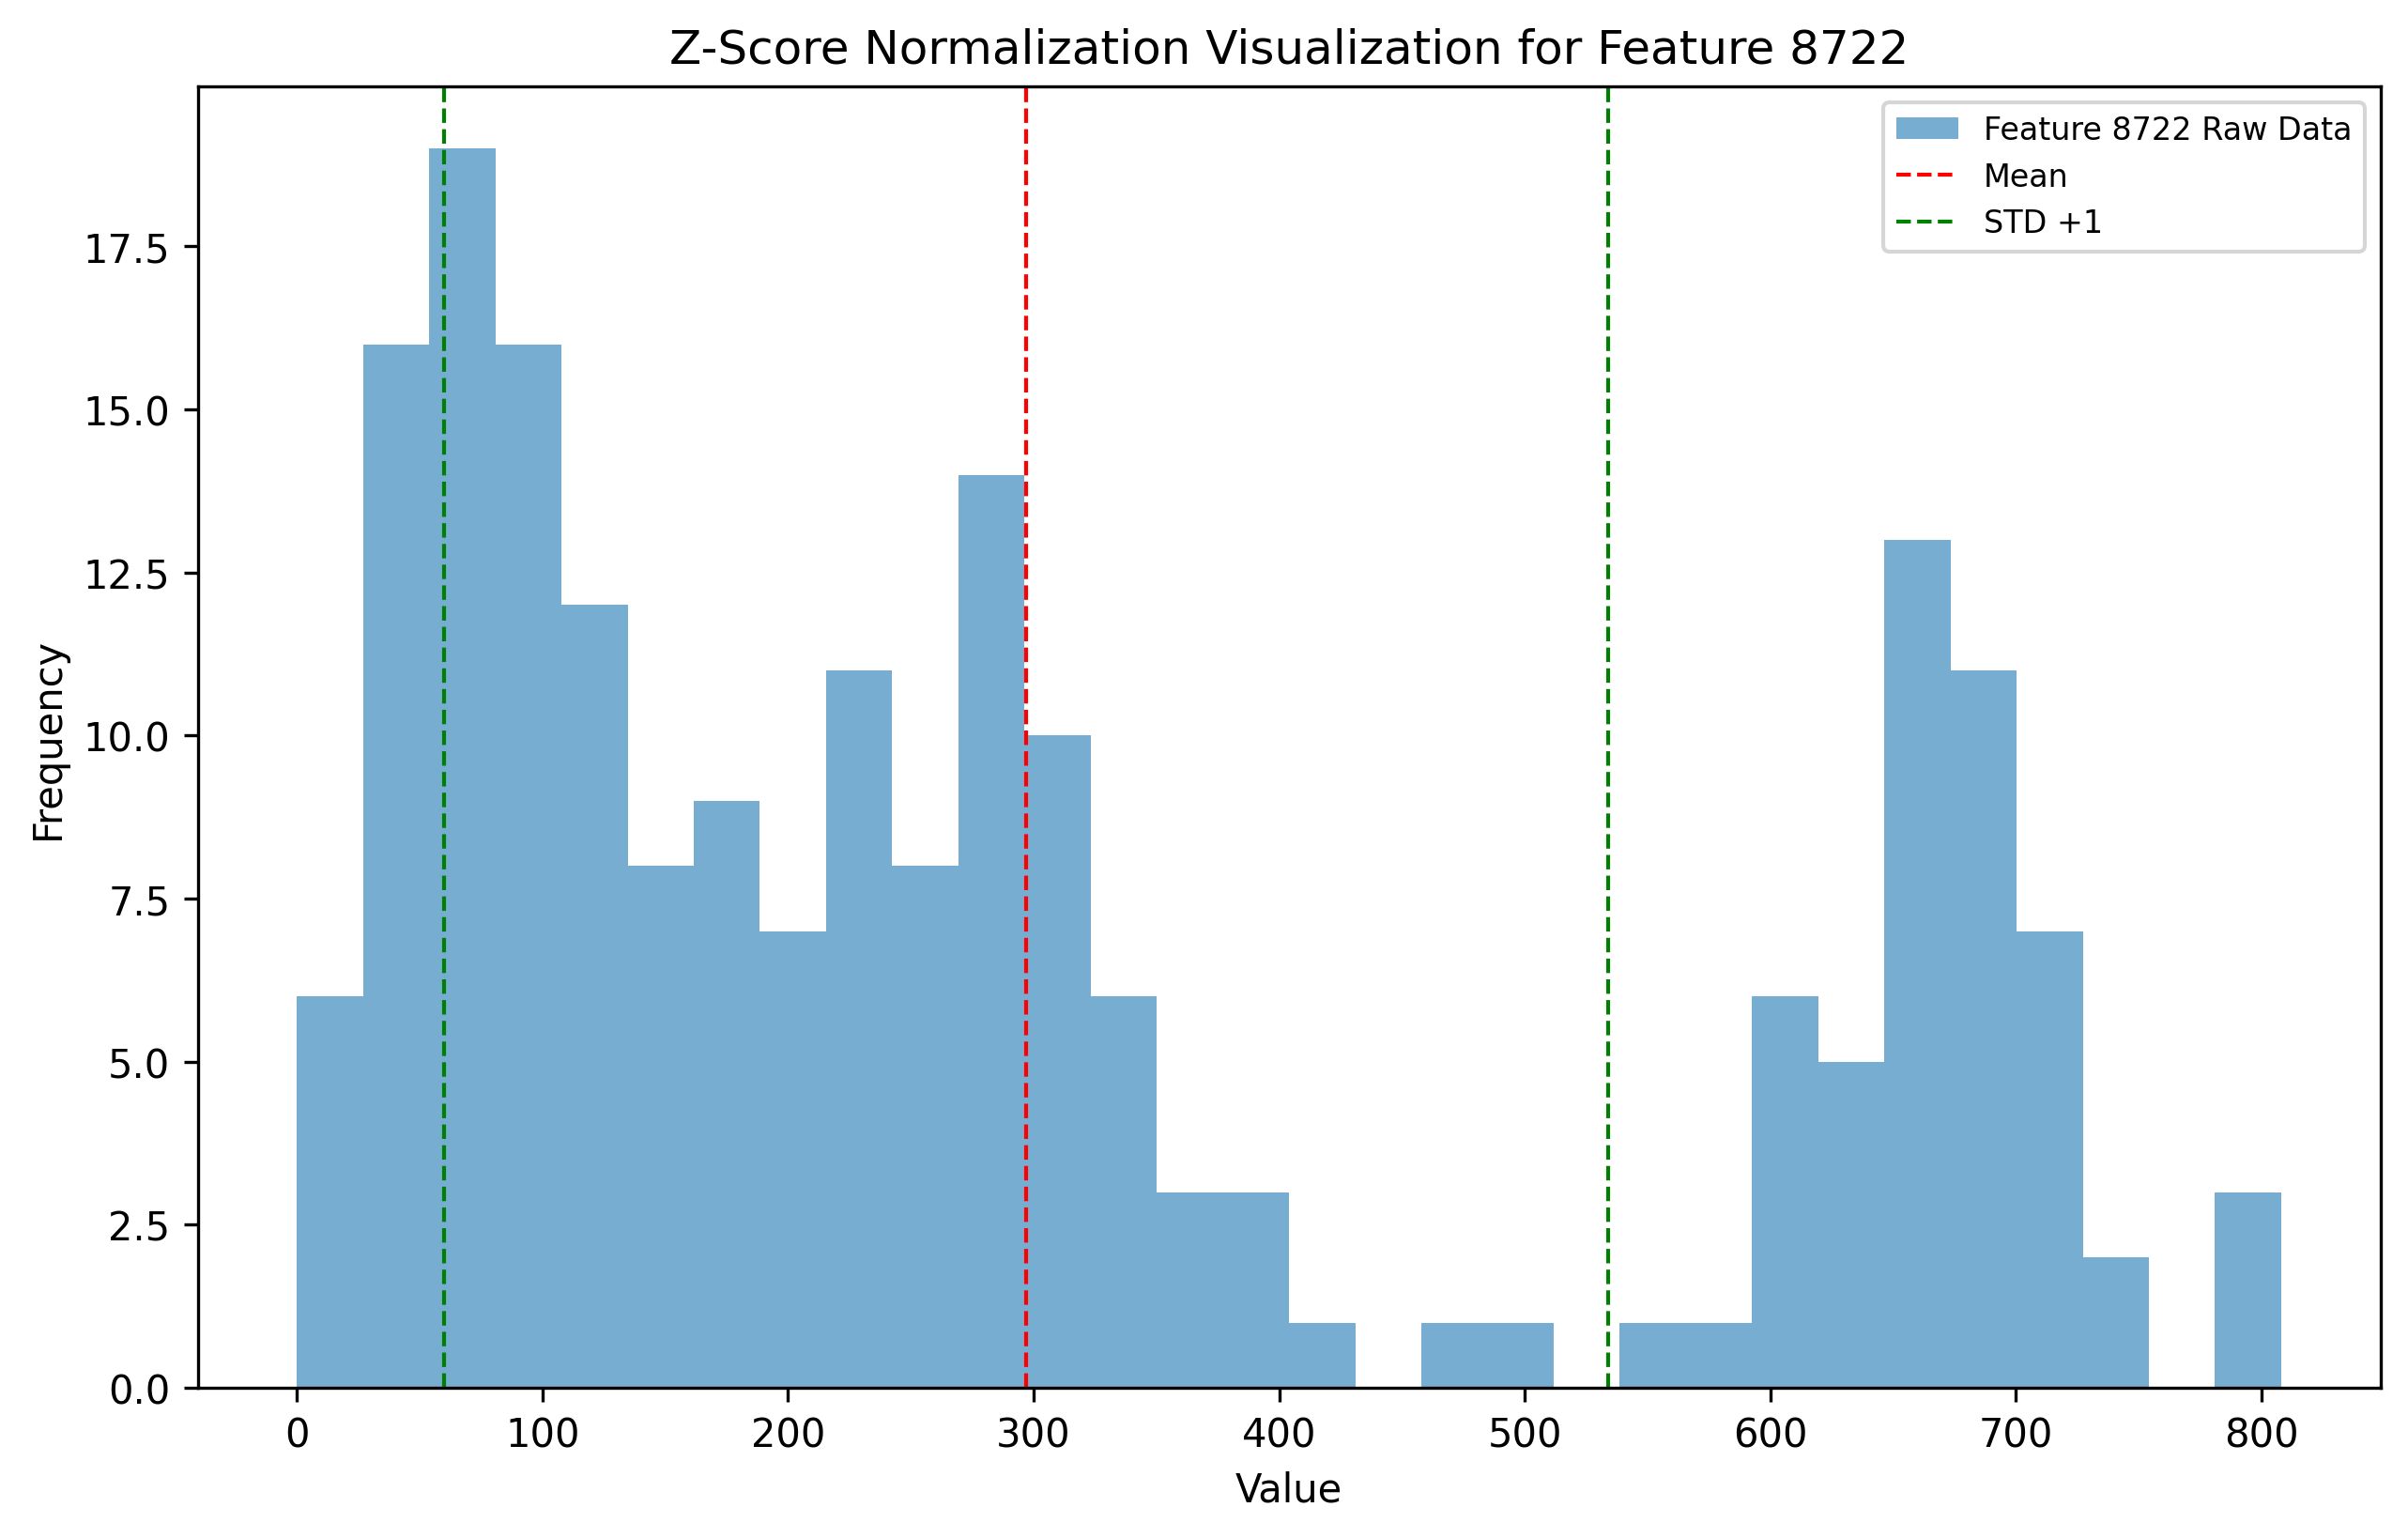 Z-Score Normalization Visualization for Feature 8722
Feature 8722 Raw Data
Mean
STD +1
17.5
15.0
12.5
10.0
7.5
5.0
2.5
0.0
Frequency
0 100 200 300 400 500 600 700 800
Value